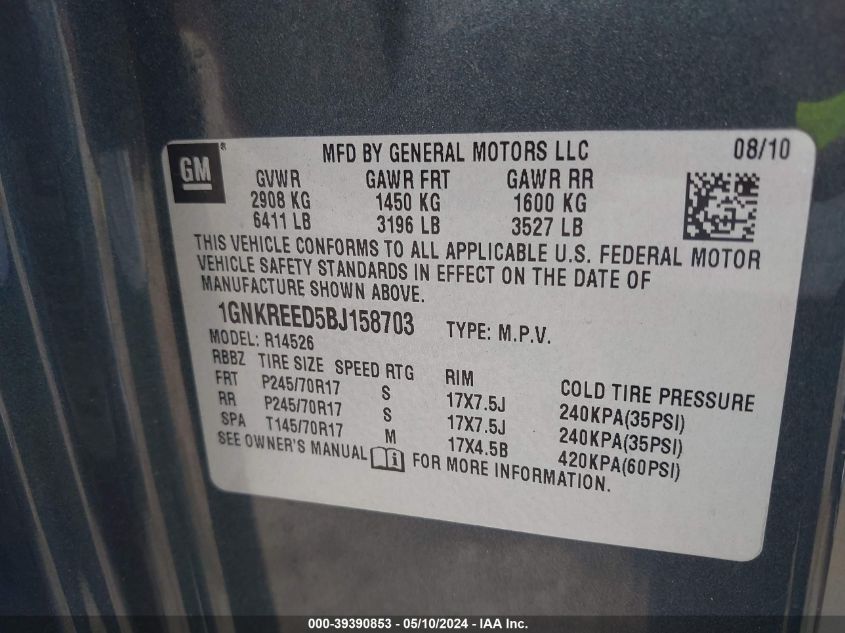 GM® MFD BY GENERAL MOTORS LLC 08/10
GVWR GAWR FRT GAWR RR
2908 KG 1450 KG 1600 KG
6411 LB 3196 LB 3527 LB
THIS VEHICLE CONFORMS TO ALL APPLICABLE U.S. FEDERAL MOTOR
VEHICLE SAFETY STANDARDS IN EFFECT ON THE DATE OF
MANUFACTURE SHOWN ABOVE.
1GNKREED5BJ158703 TYPE: M.P.V.
MODEL: R14526
RBBZ TIRE SIZE SPEED RTG RIM COLD TIRE PRESSURE
FRT P245/70R17 S 17X7.5J 240KPA(35PSI)
RR P245/70R17 S 17X7.5J 240KPA(35PSI)
SPA T145/70R17 M 17X4.5B 420KPA(60PSI)
SEE OWNER'S MANUAL i FOR MORE INFORMATION.
000-39390853 - 05/10/2024 - IAA Inc.